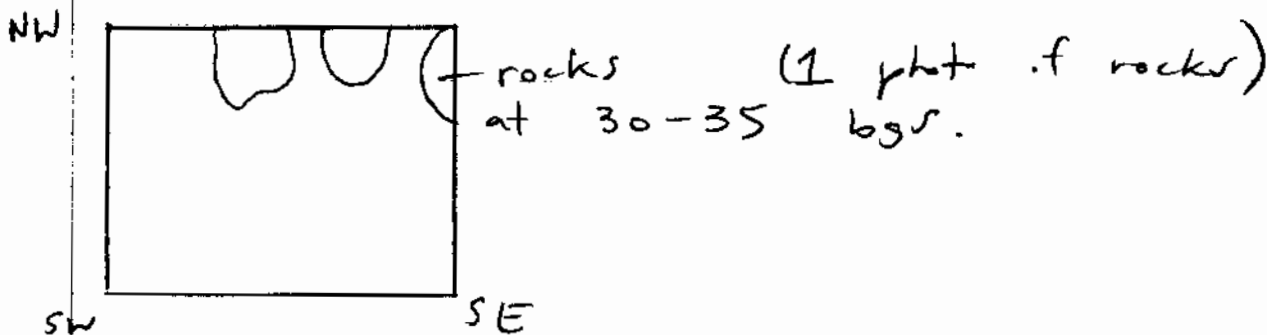 NW
rocks (1 phot of rocks)
at 30-35 bgs.
SW
SE